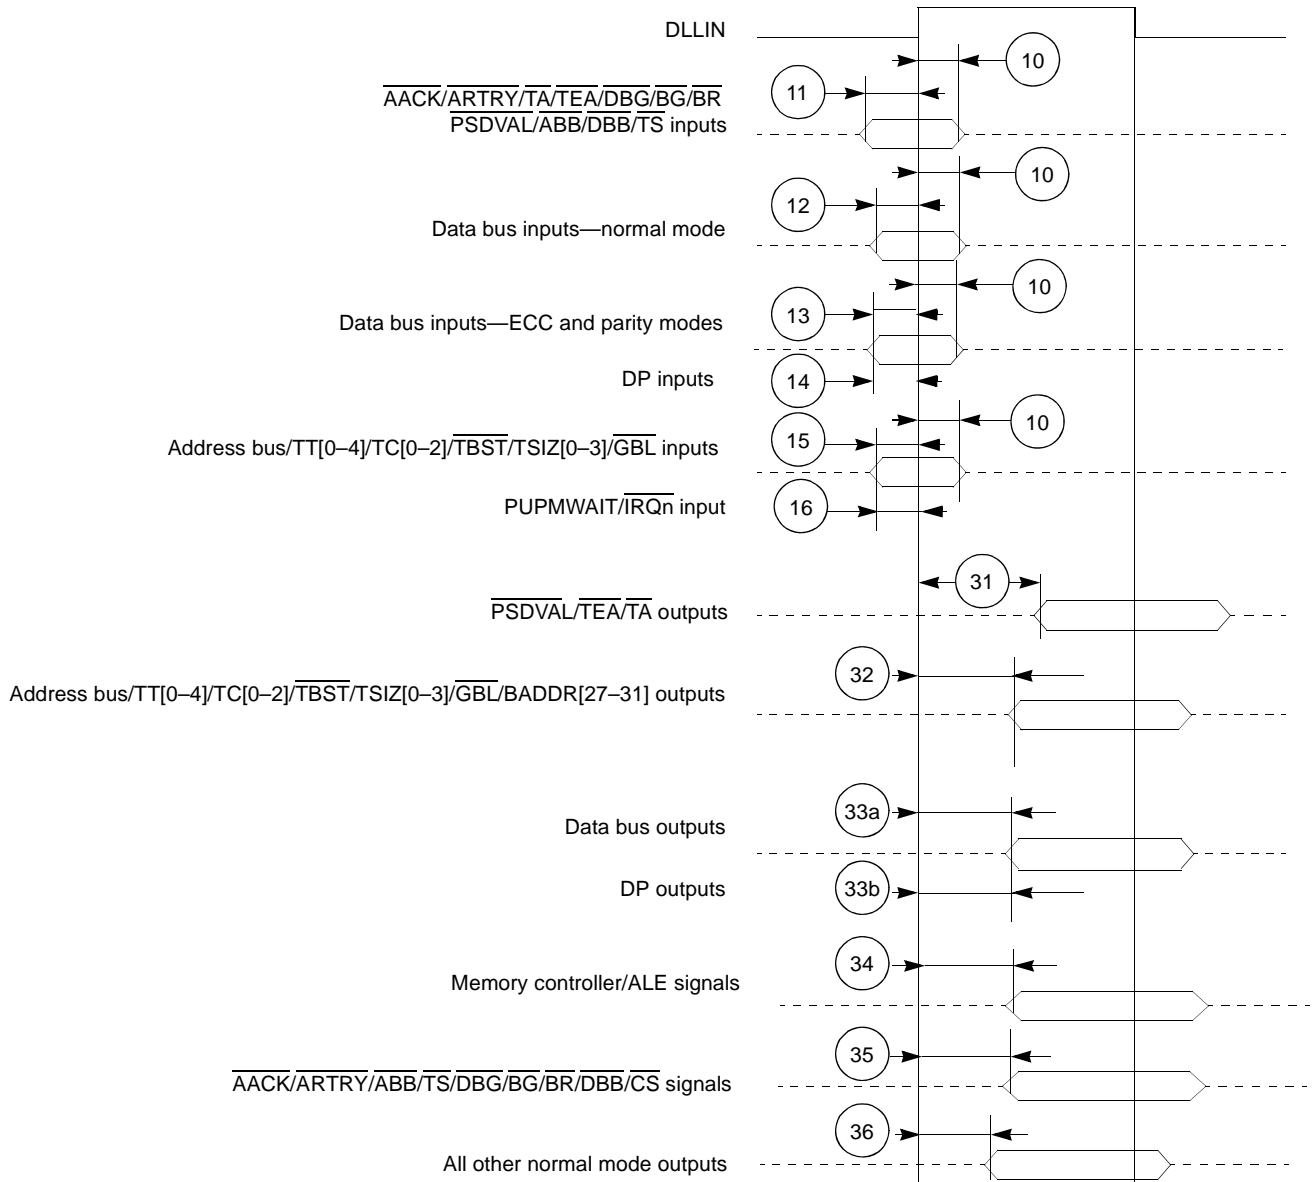 DLLIN
10
11
AACK/ARTRY/TA/TEA/DBG/BG/BR
PSDVAL/ABB/DBB/TS inputs
10
12
Data bus inputs—normal mode
10
13
Data bus inputs—ECC and parity modes
DP inputs
14
10
15
Address bus/TT[0–4]/TC[0–2]/TBST/TSIZ[0–3]/GBL inputs
PUPMWAIT/IRQn input
16
31
PSDVAL/TEA/TA outputs
32
Address bus/TT[0–4]/TC[0–2]/TBST/TSIZ[0–3]/GBL/BADDR[27–31] outputs
33a
Data bus outputs
DP outputs
33b
34
Memory controller/ALE signals
35
AACK/ARTRY/ABB/TS/DBG/BG/BR/DBB/CS signals
36
All other normal mode outputs